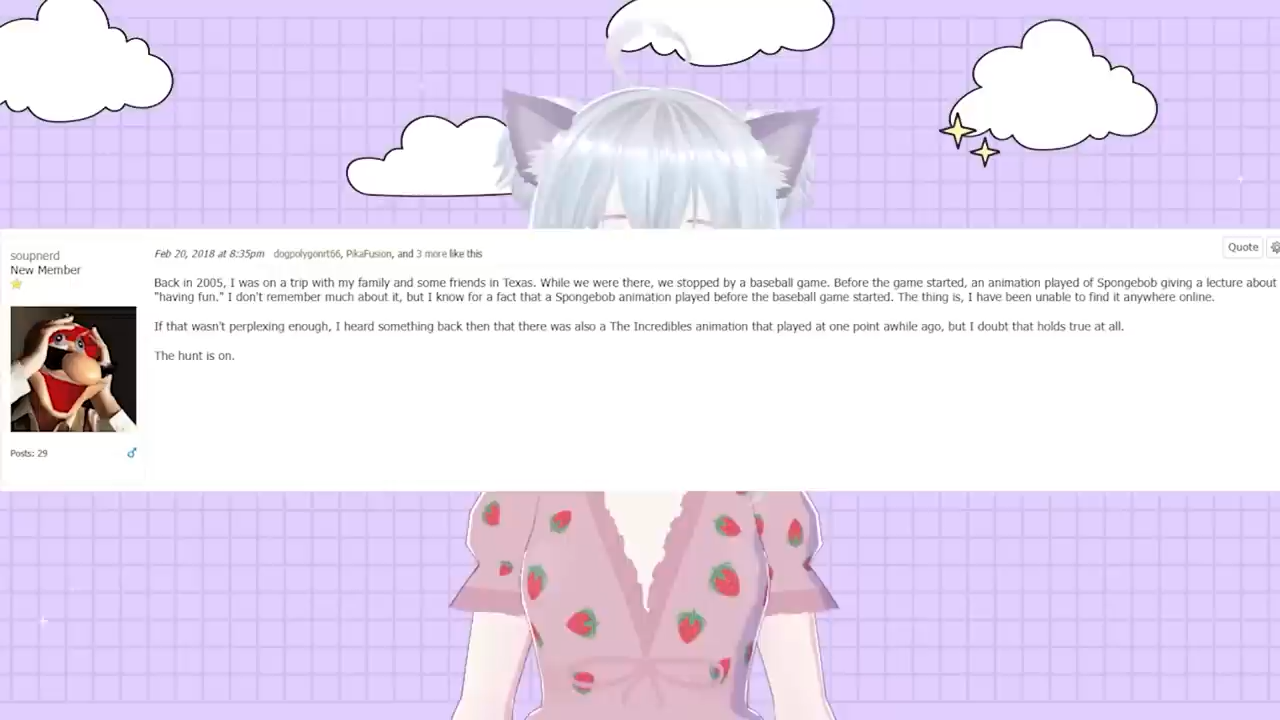 soupnerd
New Member
Posts: 29
Feb 20, 2018 at 8:35pm dogpolygonrt66, PikaFusion, and 3 more like this
Quote
Back in 2005, I was on a trip with my family and some friends in Texas. While we were there, we stopped by a baseball game. Before the game started, an animation played of Spongebob giving a lecture about
"having fun." I don't remember much about it, but I know for a fact that a Spongebob animation played before the baseball game started. The thing is, I have been unable to find it anywhere online.
If that wasn't perplexing enough, I heard something back then that there was also a The Incredibles animation that played at one point awhile ago, but I doubt that holds true at all.
The hunt is on.